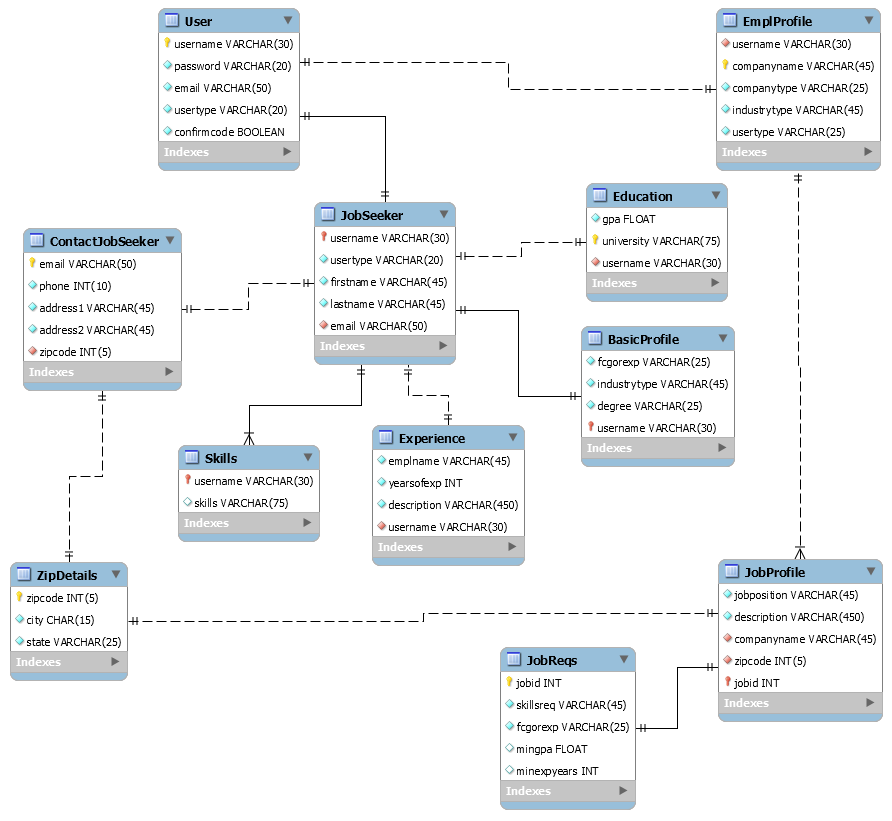 User
username VARCHAR(30)
password VARCHAR(20)
email VARCHAR(50)
usertype VARCHAR(20)
confirmcode BOOLEAN
Indexes
EmplProfile
username VARCHAR(30)
companyname VARCHAR(45)
companytype VARCHAR(25)
industrytype VARCHAR(45)
usertype VARCHAR(25)
Indexes
JobSeeker
username VARCHAR(30)
usertype VARCHAR(20)
firstname VARCHAR(45)
lastname VARCHAR(45)
email VARCHAR(50)
Indexes
Education
gpa FLOAT
university VARCHAR(75)
username VARCHAR(30)
Indexes
ContactJobSeeker
email VARCHAR(50)
phone INT(10)
address1 VARCHAR(45)
address2 VARCHAR(45)
zipcode INT(5)
Indexes
BasicProfile
fcgorexp VARCHAR(25)
industrytype VARCHAR(45)
degree VARCHAR(25)
username VARCHAR(30)
Indexes
Skills
username VARCHAR(30)
skills VARCHAR(75)
Indexes
Experience
emplname VARCHAR(45)
yearsofexp INT
description VARCHAR(450)
username VARCHAR(30)
Indexes
ZipDetails
zipcode INT(5)
city CHAR(15)
state VARCHAR(25)
Indexes
JobProfile
jobposition VARCHAR(45)
description VARCHAR(450)
companyname VARCHAR(45)
zipcode INT(5)
jobid INT
Indexes
JobReqs
jobid INT
skillsreq VARCHAR(45)
fcgorexp VARCHAR(25)
mingpa FLOAT
minexpyears INT
Indexes